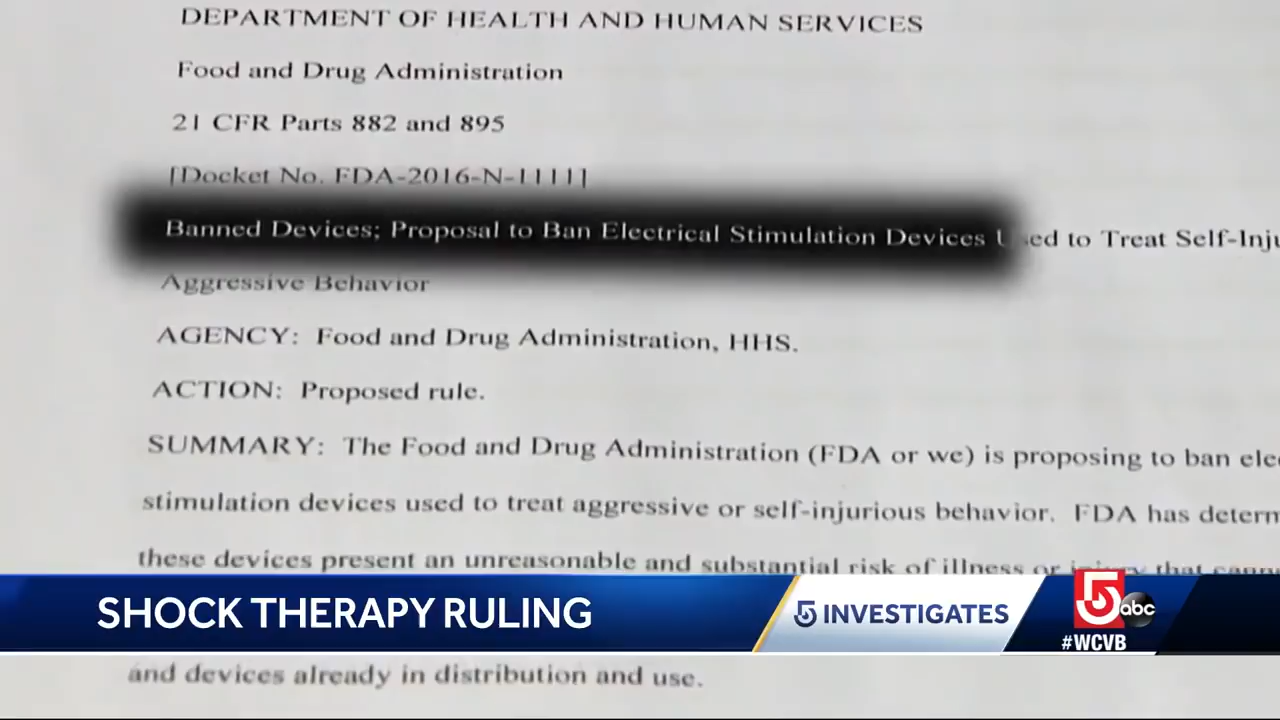 DEPARTMENT OF HEALTH AND HUMAN SERVICES
Food and Drug Administration
21 CFR Parts 882 and 895
[Docket No. FDA-2016-N-1111]
Banned Devices; Proposal to Ban Electrical Stimulation Devices Used to Treat Self-Inju
Aggressive Behavior
AGENCY: Food and Drug Administration, HHS.
ACTION: Proposed rule.
SUMMARY: The Food and Drug Administration (FDA or we) is proposing to ban elec
stimulation devices used to treat aggressive or self-injurious behavior. FDA has determ
these devices present an unreasonable and substantial risk of illness or injury that cann
SHOCK THERAPY RULING
5 INVESTIGATES
5 abc
#WCVB
and devices already in distribution and use.